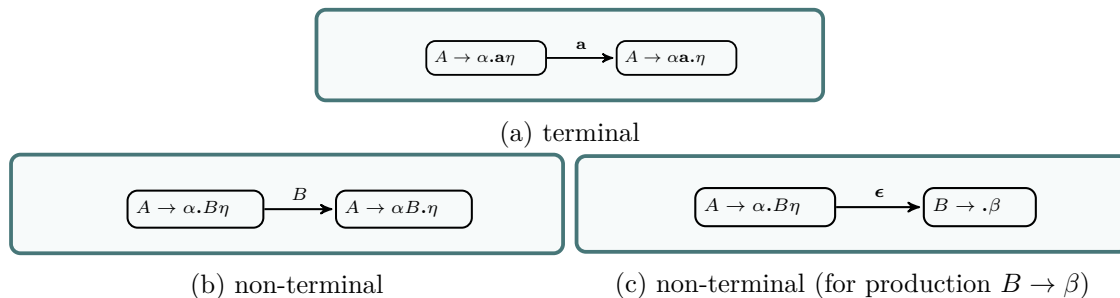 a
A → α.aη A → αa.η
(a) terminal
B
A → α.Bη A → αB.η
ϵ
A → α.Bη B → .β
(b) non-terminal
(c) non-terminal (for production B → β)